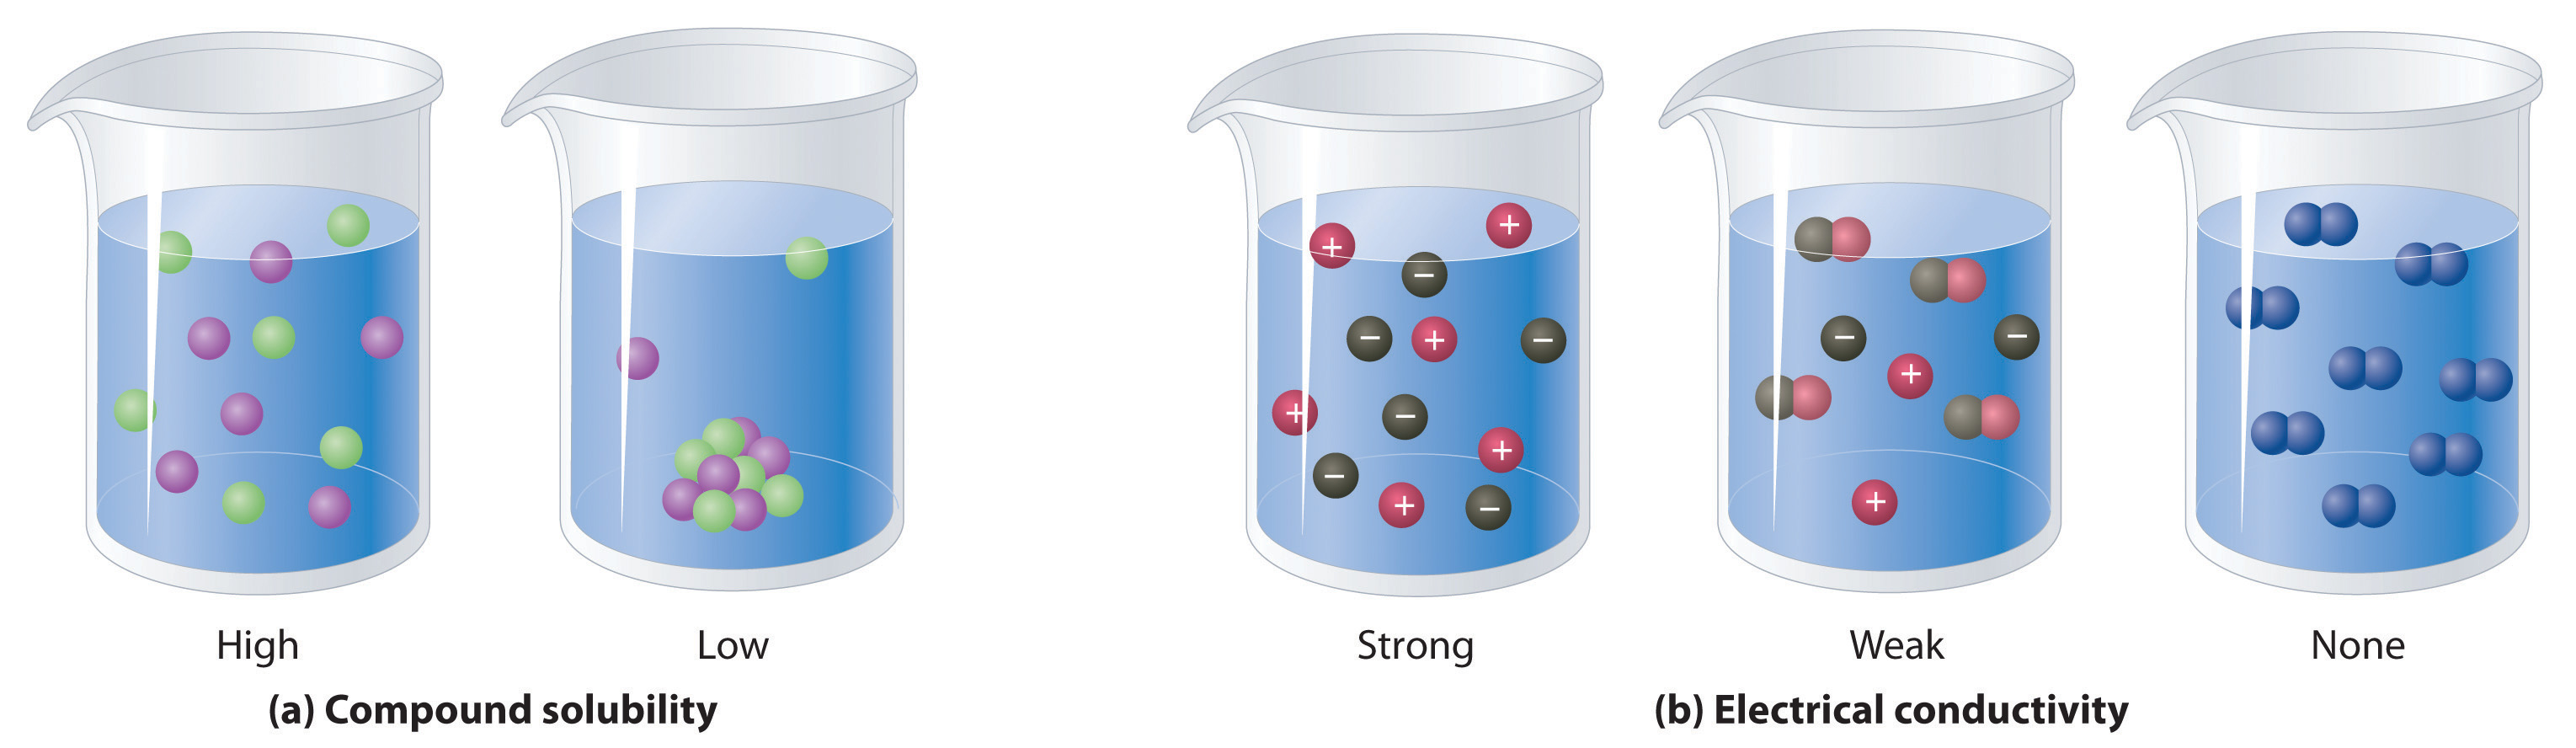 +
+
−
−
+
−
+
−
+
−
+
−
−
−
+
+
High
Low
Strong
Weak
None
(a) Compound solubility
(b) Electrical conductivity